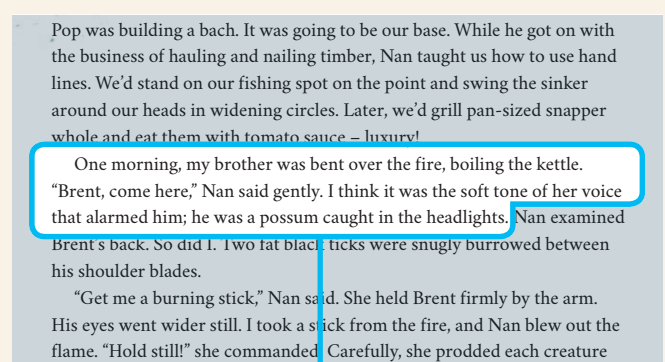 Pop was building a bach. It was going to be our base. While he got on with
the business of hauling and nailing timber, Nan taught us how to use hand
lines. We’d stand on our fishing spot on the point and swing the sinker
around our heads in widening circles. Later, we’d grill pan-sized snapper
whole and eat them with tomato sauce – luxury!
One morning, my brother was bent over the fire, boiling the kettle.
“Brent, come here,” Nan said gently. I think it was the soft tone of her voice
that alarmed him; he was a possum caught in the headlights. Nan examined
Brent’s back. So did I. Two fat black ticks were snugly burrowed between
his shoulder blades.
“Get me a burning stick,” Nan said. She held Brent firmly by the arm.
His eyes went wider still. I took a stick from the fire, and Nan blew out the
flame. “Hold still!” she commanded. Carefully, she prodded each creature